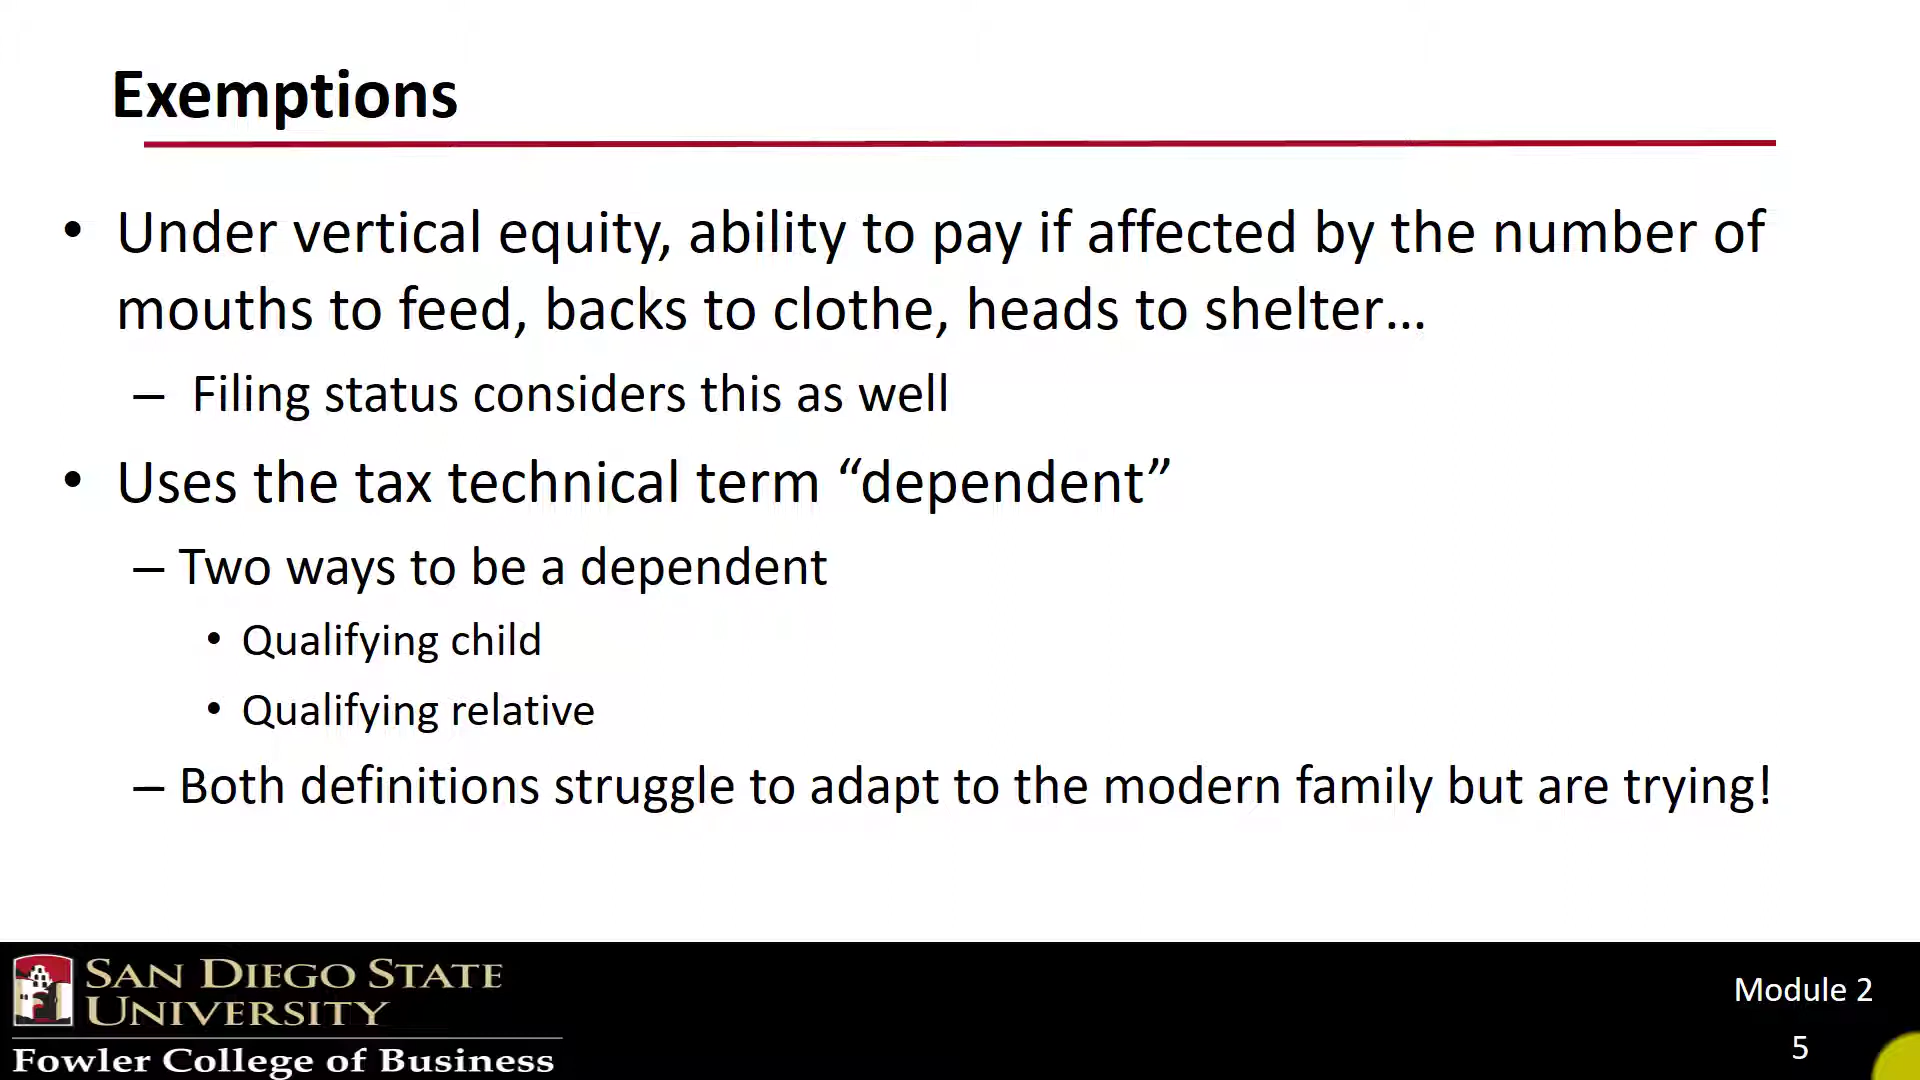 Exemptions
• Under vertical equity, ability to pay if affected by the number of
mouths to feed, backs to clothe, heads to shelter…
– Filing status considers this as well
• Uses the tax technical term “dependent”
– Two ways to be a dependent
• Qualifying child
• Qualifying relative
– Both definitions struggle to adapt to the modern family but are trying!
SAN DIEGO STATE
UNIVERSITY
Fowler College of Business
Module 2
5